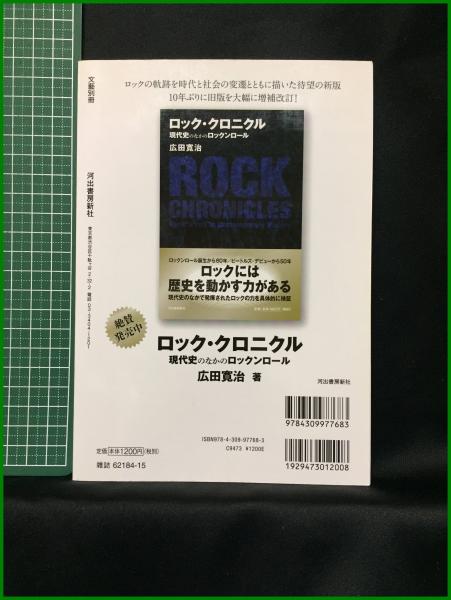 文藝別冊
河出書房新社
ロックの軌跡を時代と社会の変遷とともに描いた待望の新版
10年ぶりに旧版を大幅に増補改訂!
ロック・クロニクル
現代史のなかのロックンロール
広田寛治
ROCK
CHRONICLES
ロックンロール誕生から60年/ビートルズ・デビューから50年
ロックには
歴史を動かす力がある
現代史のなかで発揮されたロックの力を具体的に検証
絶賛
発売中
ロック・クロニクル
現代史のなかのロックンロール
広田寛治 著
河出書房新社
9784309977683
ISBN978-4-309-97768-3
C9473 ¥1200E
定価 本体1200円(税別)
雑誌 62184-15
1929473012008